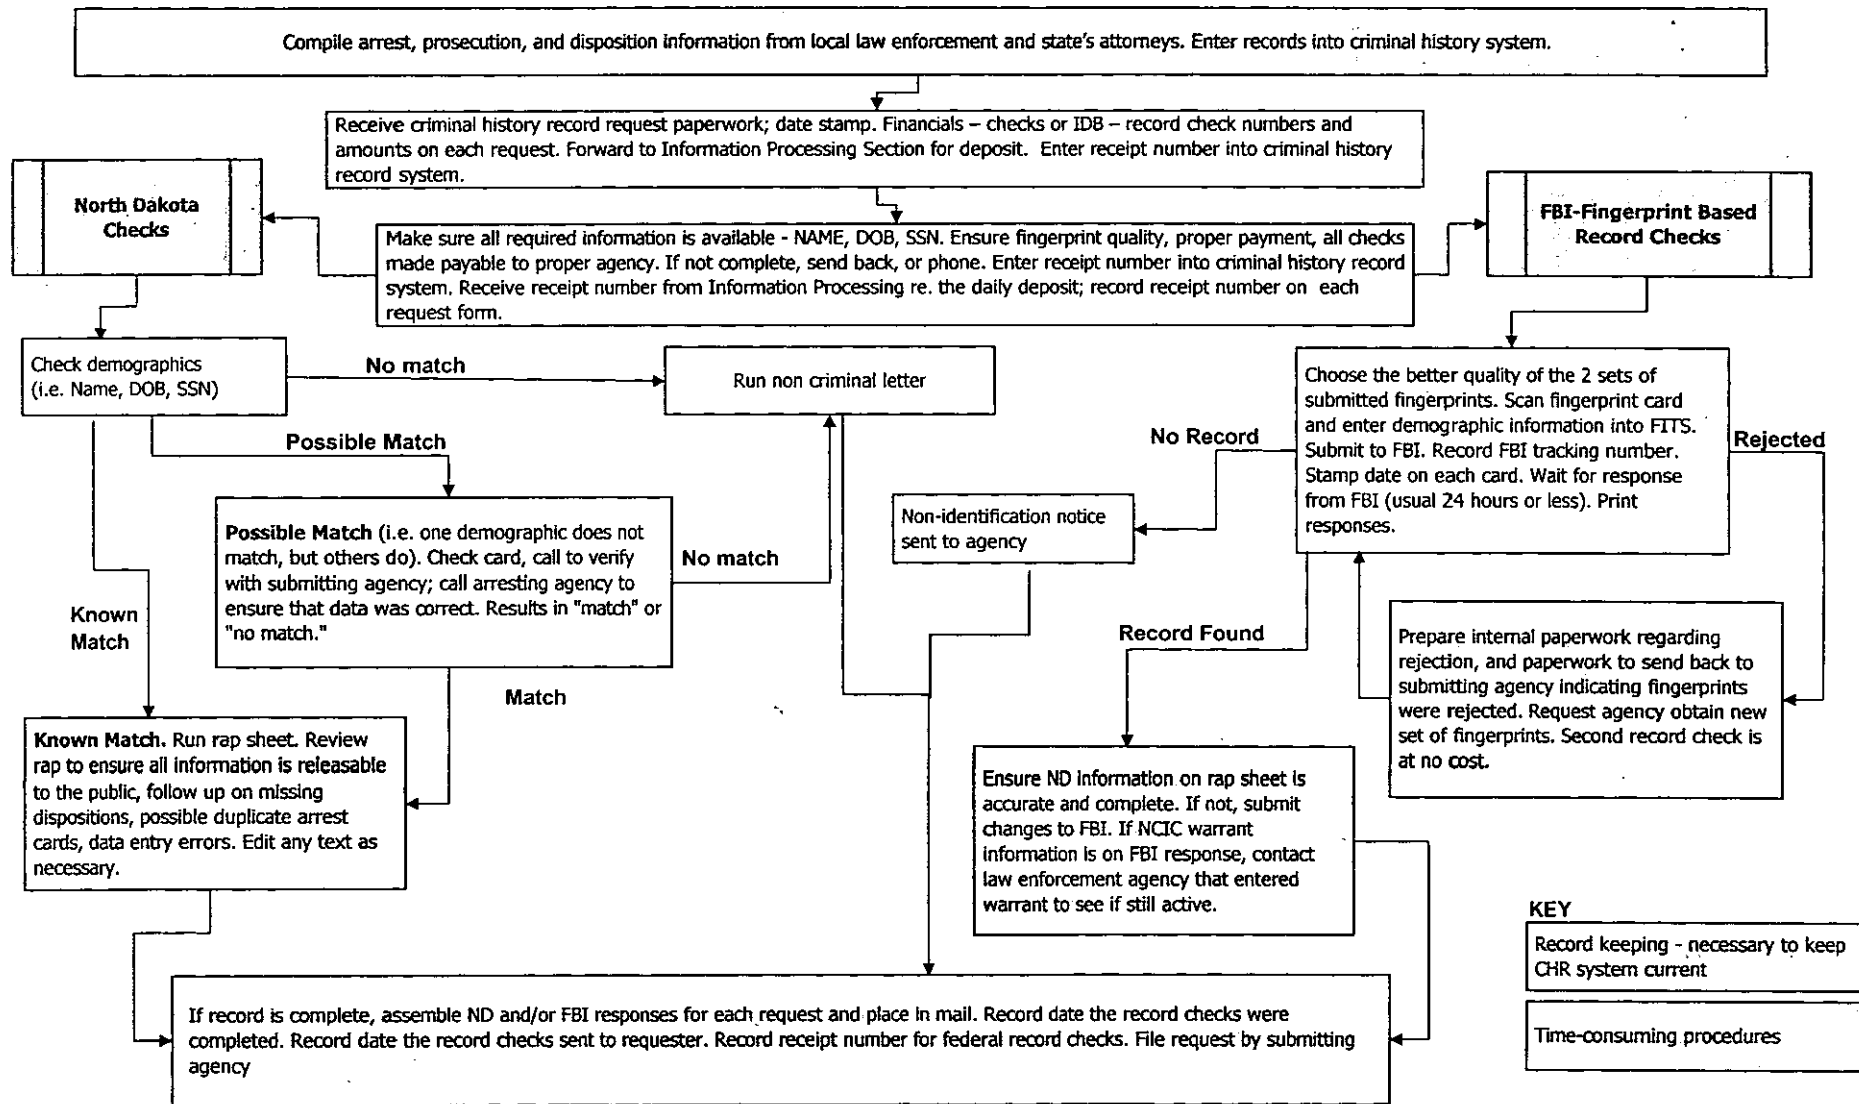 Compile arrest, prosecution, and disposition information from local law enforcement and state's attorneys. Enter records into criminal history system.
Receive criminal history record request paperwork; date stamp. Financials – checks or IDB – record check numbers and
amounts on each request. Forward to Information Processing Section for deposit. Enter receipt number into criminal history
record system.
North Dakota
Checks
FBI-Fingerprint Based
Record Checks
Make sure all required information is available - NAME, DOB, SSN. Ensure fingerprint quality, proper payment, all checks
made payable to proper agency. If not complete, send back, or phone. Enter receipt number into criminal history record
system. Receive receipt number from Information Processing re. the daily deposit; record receipt number on each
request form.
Check demographics
(i.e. Name, DOB, SSN)
No match
Run non criminal letter
Choose the better quality of the 2 sets of
submitted fingerprints. Scan fingerprint card
and enter demographic information into FITS.
Submit to FBI. Record FBI tracking number.
Stamp date on each card. Wait for response
from FBI (usual 24 hours or less). Print
responses.
Possible Match
No Record
Rejected
Possible Match (i.e. one demographic does not
match, but others do). Check card, call to verify
with submitting agency; call arresting agency to
ensure that data was correct. Results in "match" or
"no match."
No match
Non-identification notice
sent to agency
Known
Match
Record Found
Prepare internal paperwork regarding
rejection, and paperwork to send back to
submitting agency indicating fingerprints
were rejected. Request agency obtain new
set of fingerprints. Second record check is
at no cost.
Match
Known Match. Run rap sheet. Review
rap to ensure all information is releasable
to the public, follow up on missing
dispositions, possible duplicate arrest
cards, data entry errors. Edit any text as
necessary.
Ensure ND information on rap sheet is
accurate and complete. If not, submit
changes to FBI. If NCIC warrant
information is on FBI response, contact
law enforcement agency that entered
warrant to see if still active.
KEY
Record keeping - necessary to keep
CHR system current
Time-consuming procedures
If record is complete, assemble ND and/or FBI responses for each request and place in mail. Record date the record checks were
completed. Record date the record checks sent to requester. Record receipt number for federal record checks. File request by submitting
agency